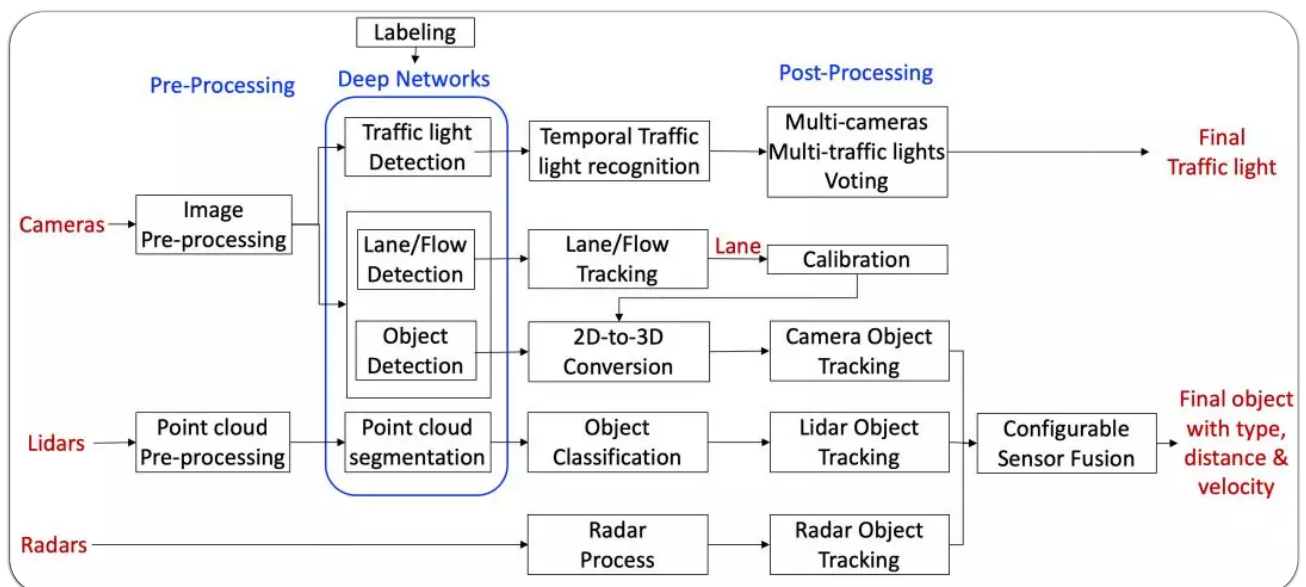 Labeling
Pre-Processing
Deep Networks
Post-Processing
Traffic light
Detection
Temporal Traffic
light recognition
Multi-cameras
Multi-traffic lights
Voting
Final
Traffic light
Cameras
Image
Pre-processing
Lane/Flow
Detection
Lane/Flow
Tracking
Lane
Calibration
Object
Detection
2D-to-3D
Conversion
Camera Object
Tracking
Lidars
Point cloud
Pre-processing
Point cloud
segmentation
Object
Classification
Lidar Object
Tracking
Configurable
Sensor Fusion
Final object
with type,
distance &
velocity
Radars
Radar
Process
Radar Object
Tracking